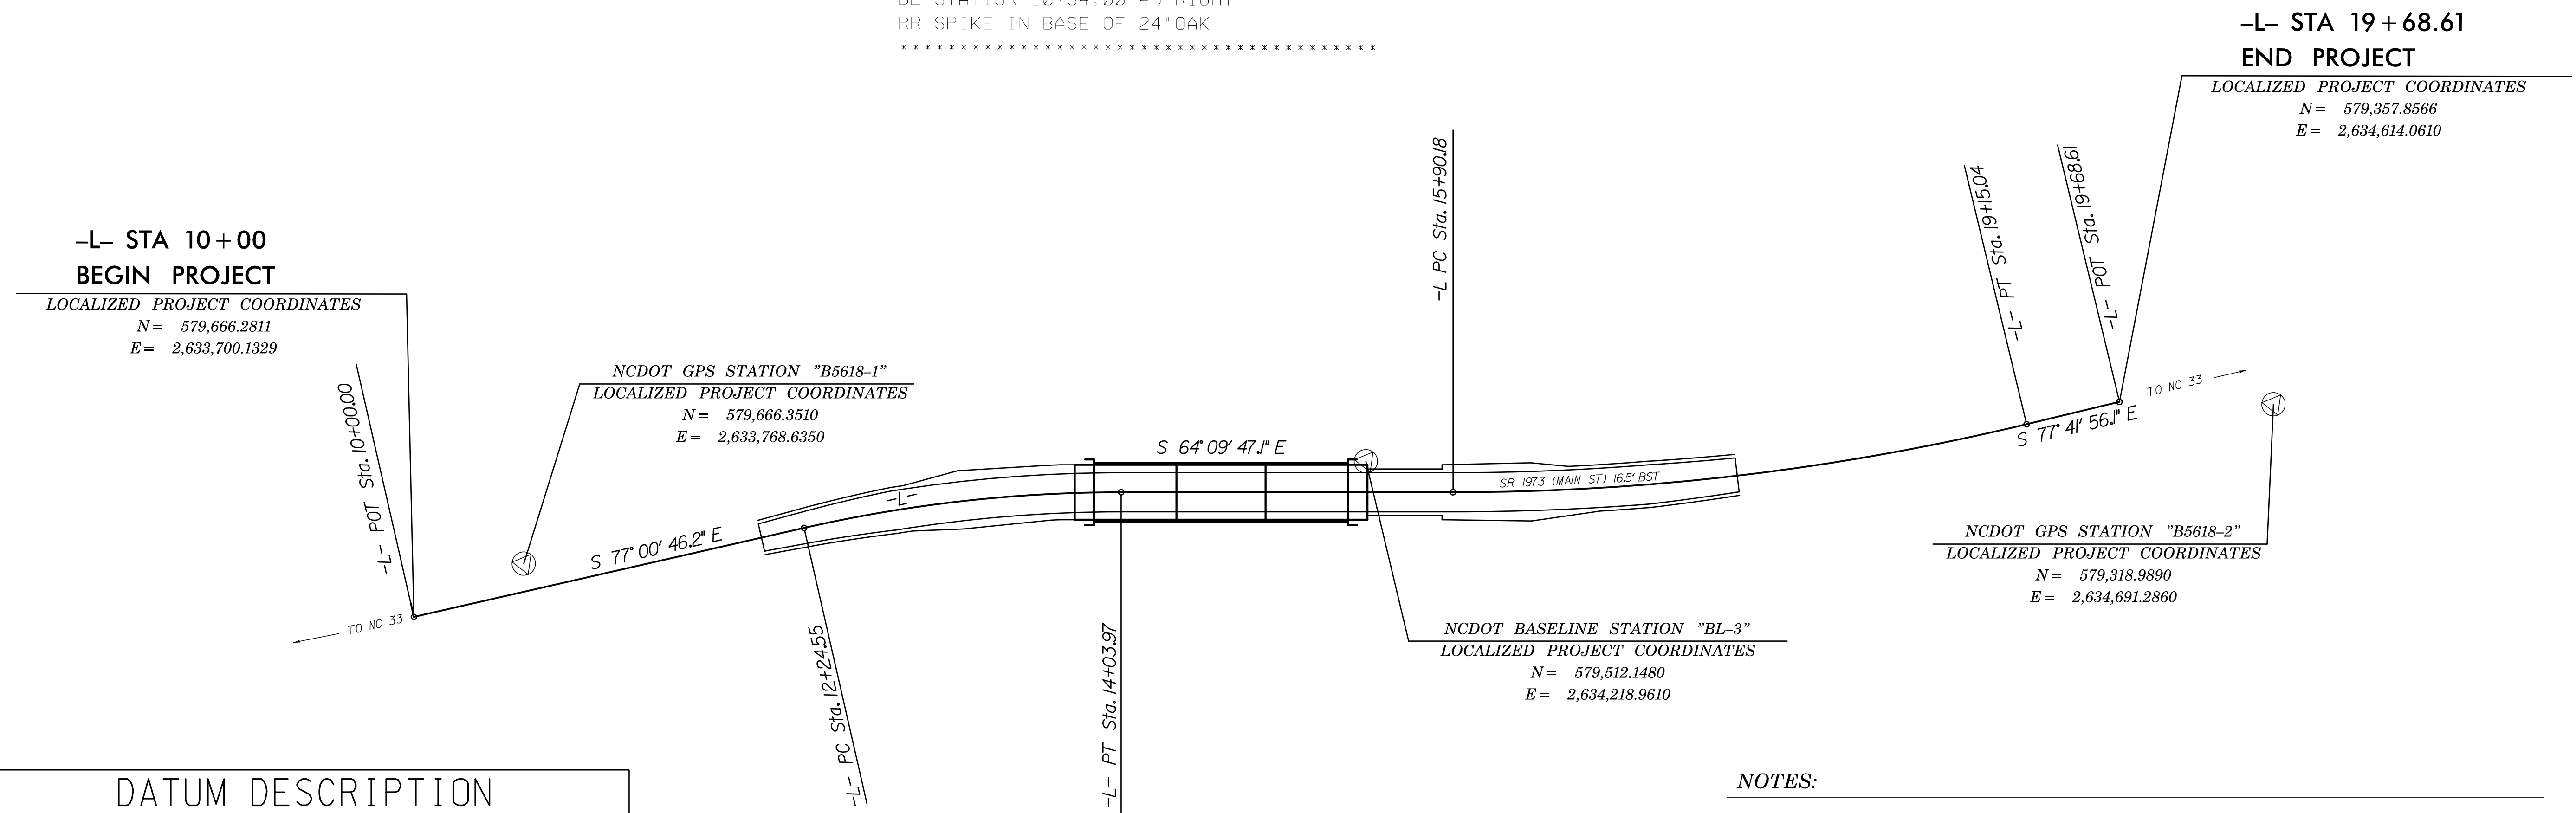 RR SPIKE IN BASE OF 24" OAK
**************************************
-L- STA 19+68.61
END PROJECT
LOCALIZED PROJECT COORDINATES
N= 579,357.8566
E= 2,634,614.0610
-L- STA 10+00
BEGIN PROJECT
LOCALIZED PROJECT COORDINATES
N= 579,666.2811
E= 2,633,700.1329
-L- POT Sta. 10+00.00
TO NC 33
NCDOT GPS STATION "B5618-1"
LOCALIZED PROJECT COORDINATES
N= 579,666.3510
E= 2,633,768.6350
S 77° 00' 46.2" E
-L-
-L- PC Sta. 12+24.55
S 64° 09' 47.1" E
-L- PT Sta. 14+03.97
-L PC Sta. 15+90.18
SR 1973 (MAIN ST) 16.5' BST
NCDOT BASELINE STATION "BL-3"
LOCALIZED PROJECT COORDINATES
N= 579,512.1480
E= 2,634,218.9610
-L- PT Sta. 19+15.04
-L- POT Sta. 19+68.61
S 77° 41' 56.1" E
TO NC 33
NCDOT GPS STATION "B5618-2"
LOCALIZED PROJECT COORDINATES
N= 579,318.9890
E= 2,634,691.2860
DATUM DESCRIPTION
NOTES: